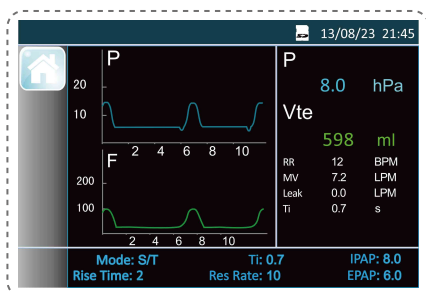 13/08/23 21:45
P
20
10
2 4 6 8 10
F
200
100
2 4 6 8 10
P
8.0 hPa
Vte
598 ml
RR 12 BPM
MV 7.2 LPM
Leak 0.0 LPM
Ti 0.7 s
Mode: S/T Ti: 0.7 IPAP: 8.0
Rise Time: 2 Res Rate: 10 EPAP: 6.0